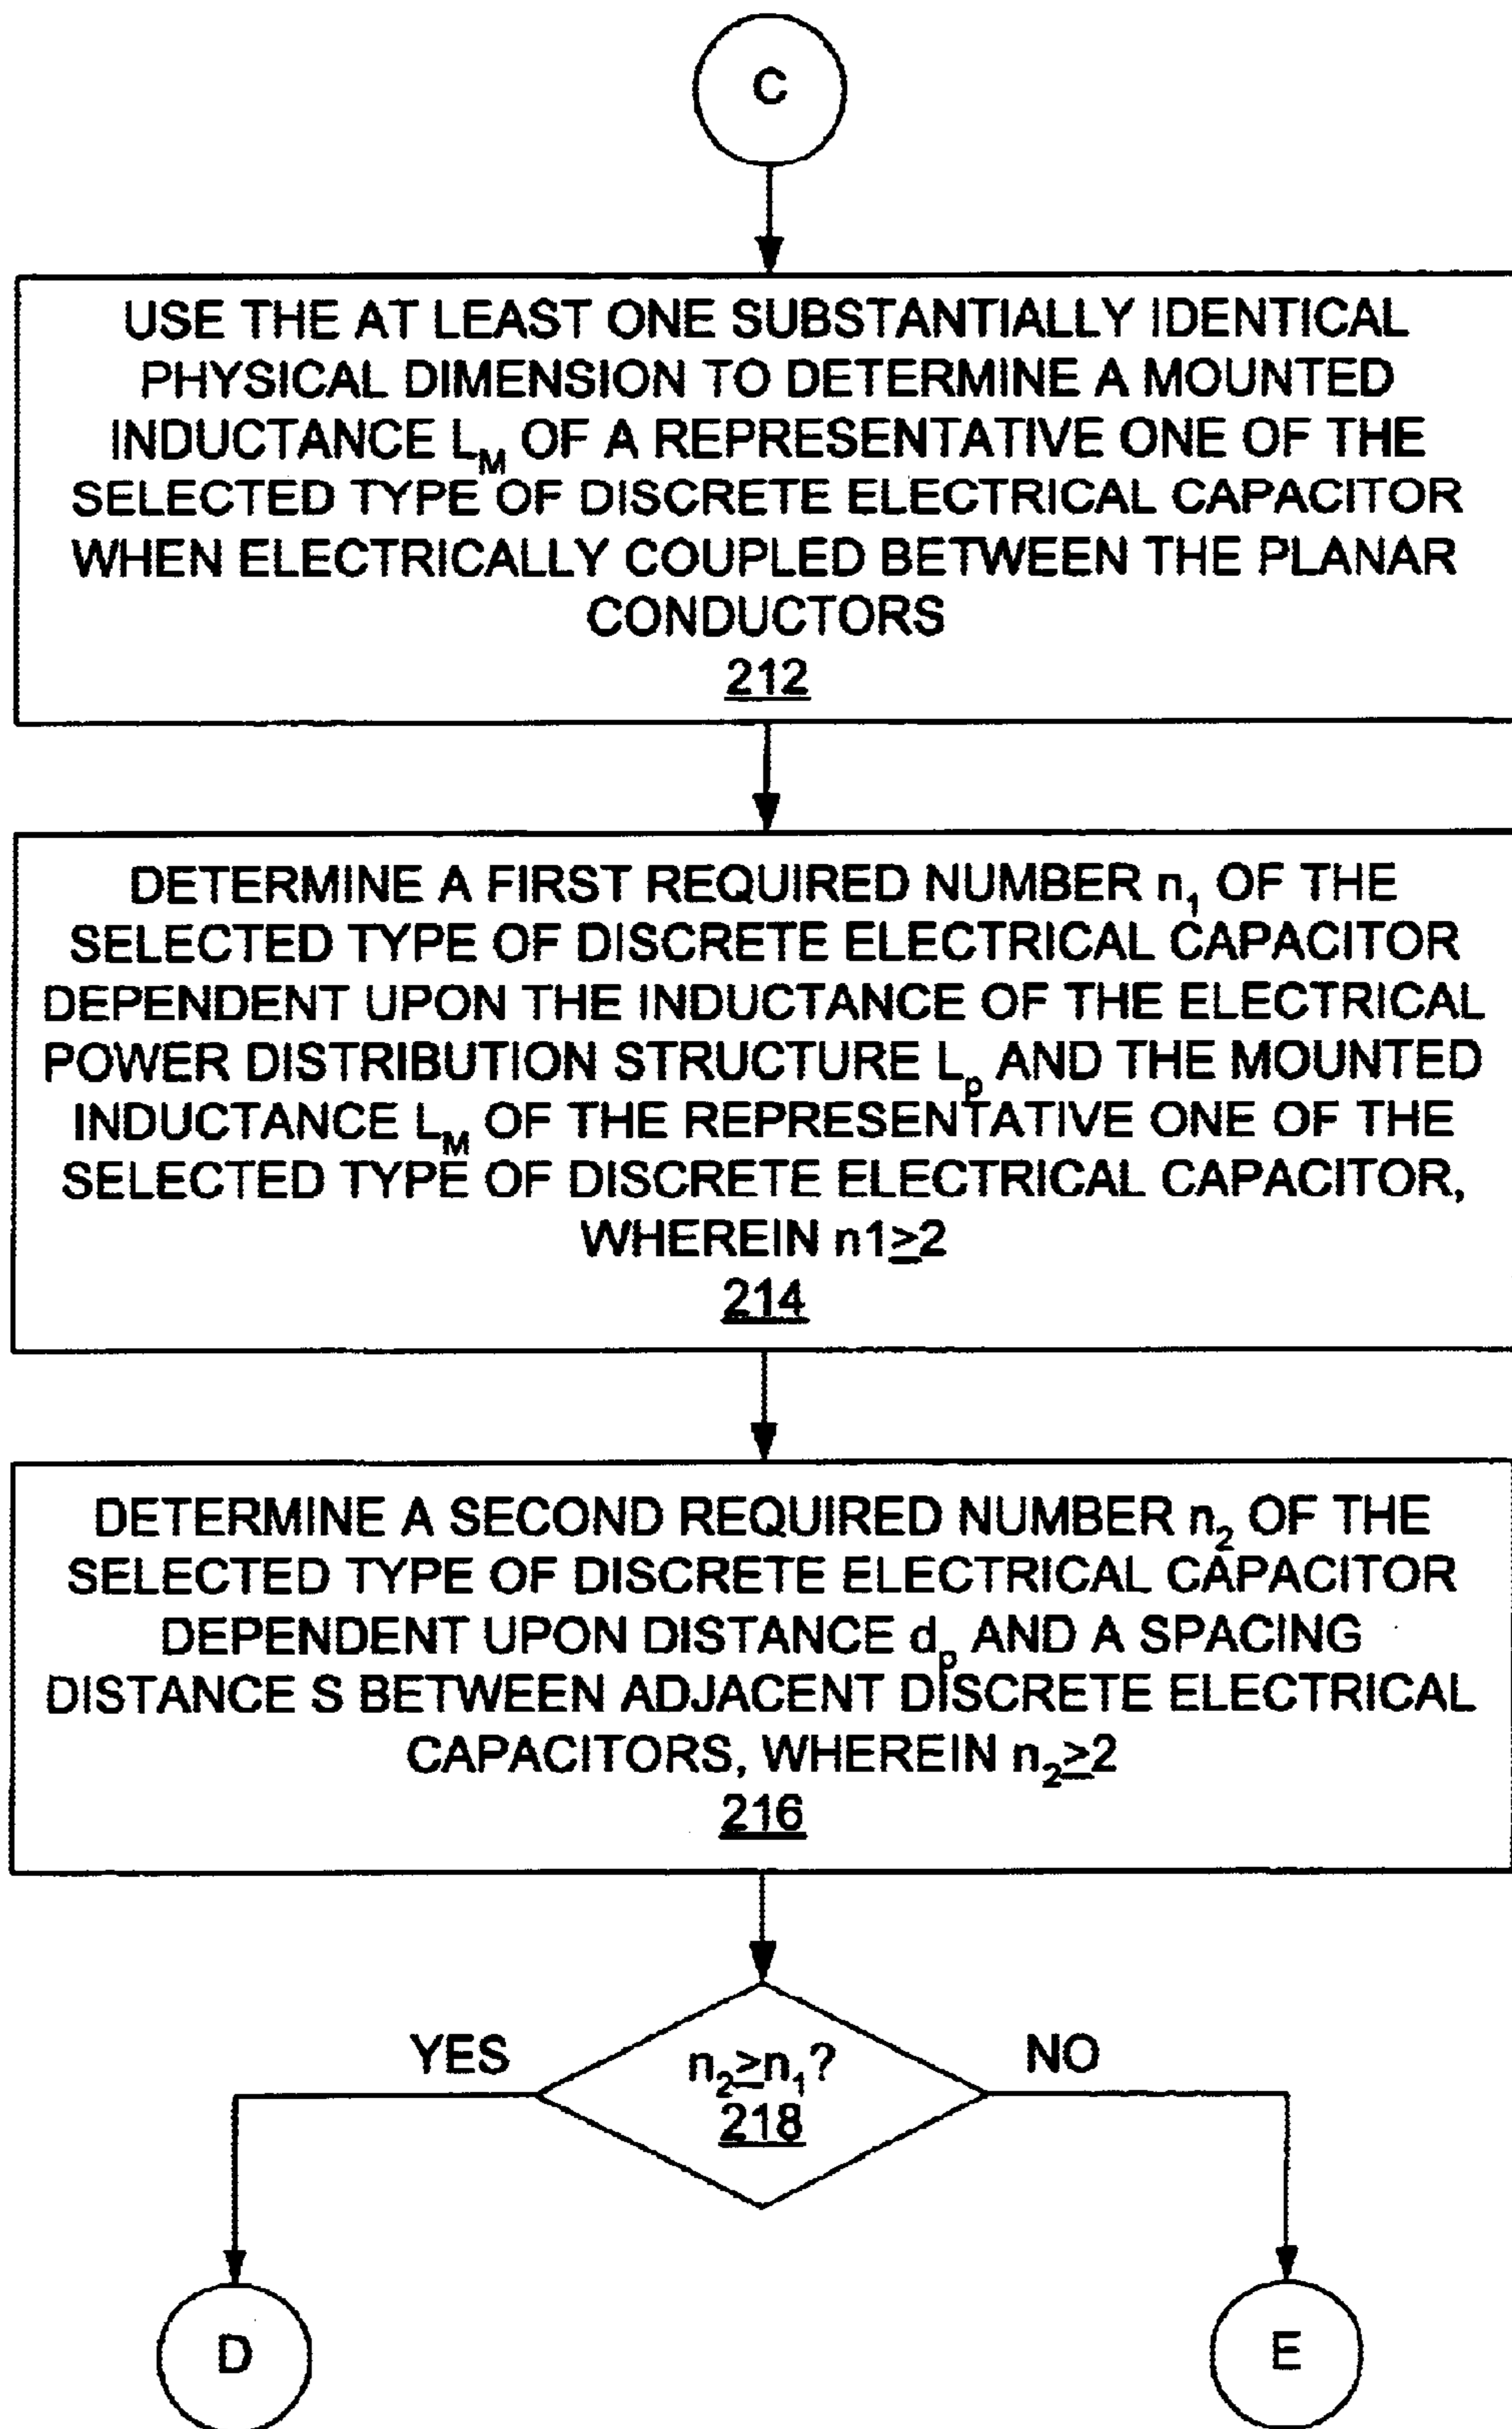 C
USE THE AT LEAST ONE SUBSTANTIALLY IDENTICAL
PHYSICAL DIMENSION TO DETERMINE A MOUNTED
INDUCTANCE L_M OF A REPRESENTATIVE ONE OF THE
SELECTED TYPE OF DISCRETE ELECTRICAL CAPACITOR
WHEN ELECTRICALLY COUPLED BETWEEN THE PLANAR
CONDUCTORS
212
DETERMINE A FIRST REQUIRED NUMBER n₁ OF THE
SELECTED TYPE OF DISCRETE ELECTRICAL CAPACITOR
DEPENDENT UPON THE INDUCTANCE OF THE ELECTRICAL
POWER DISTRIBUTION STRUCTURE L_p AND THE MOUNTED
INDUCTANCE L_M OF THE REPRESENTATIVE ONE OF THE
SELECTED TYPE OF DISCRETE ELECTRICAL CAPACITOR,
WHEREIN n1≥2
214
DETERMINE A SECOND REQUIRED NUMBER n₂ OF THE
SELECTED TYPE OF DISCRETE ELECTRICAL CAPACITOR
DEPENDENT UPON DISTANCE d_p AND A SPACING
DISTANCE S BETWEEN ADJACENT DISCRETE ELECTRICAL
CAPACITORS, WHEREIN n₂≥2
216
YES
n₂≥n₁?
NO
218
D
E